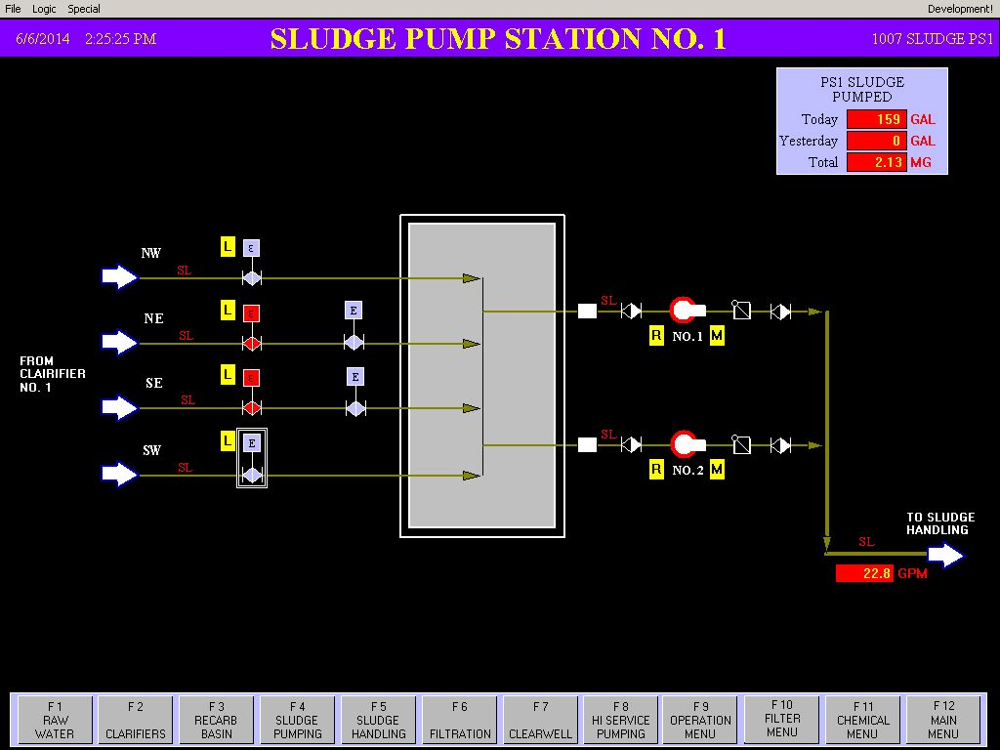 File Logic Special Development!
6/6/2014 2:25:25 PM SLUDGE PUMP STATION NO. 1 1007 SLUDGE PS1
PS1 SLUDGE
PUMPED
Today 159 GAL
Yesterday 0 GAL
Total 2.13 MG
NW SL L ε
NE SL L ε E
SE SL L ε E
SW SL L E
FROM
CLAIRIFIER
NO. 1
SL
R NO.1 M
SL
R NO.2 M
TO SLUDGE
HANDLING
SL
22.8 GPM
F 1
RAW
WATER
F 2
CLARIFIERS
F 3
RECARB
BASIN
F 4
SLUDGE
PUMPING
F 5
SLUDGE
HANDLING
F 6
FILTRATION
F 7
CLEARWELL
F 8
HI SERVICE
PUMPING
F 9
OPERATION
MENU
F 10
FILTER
MENU
F 11
CHEMICAL
MENU
F 12
MAIN
MENU